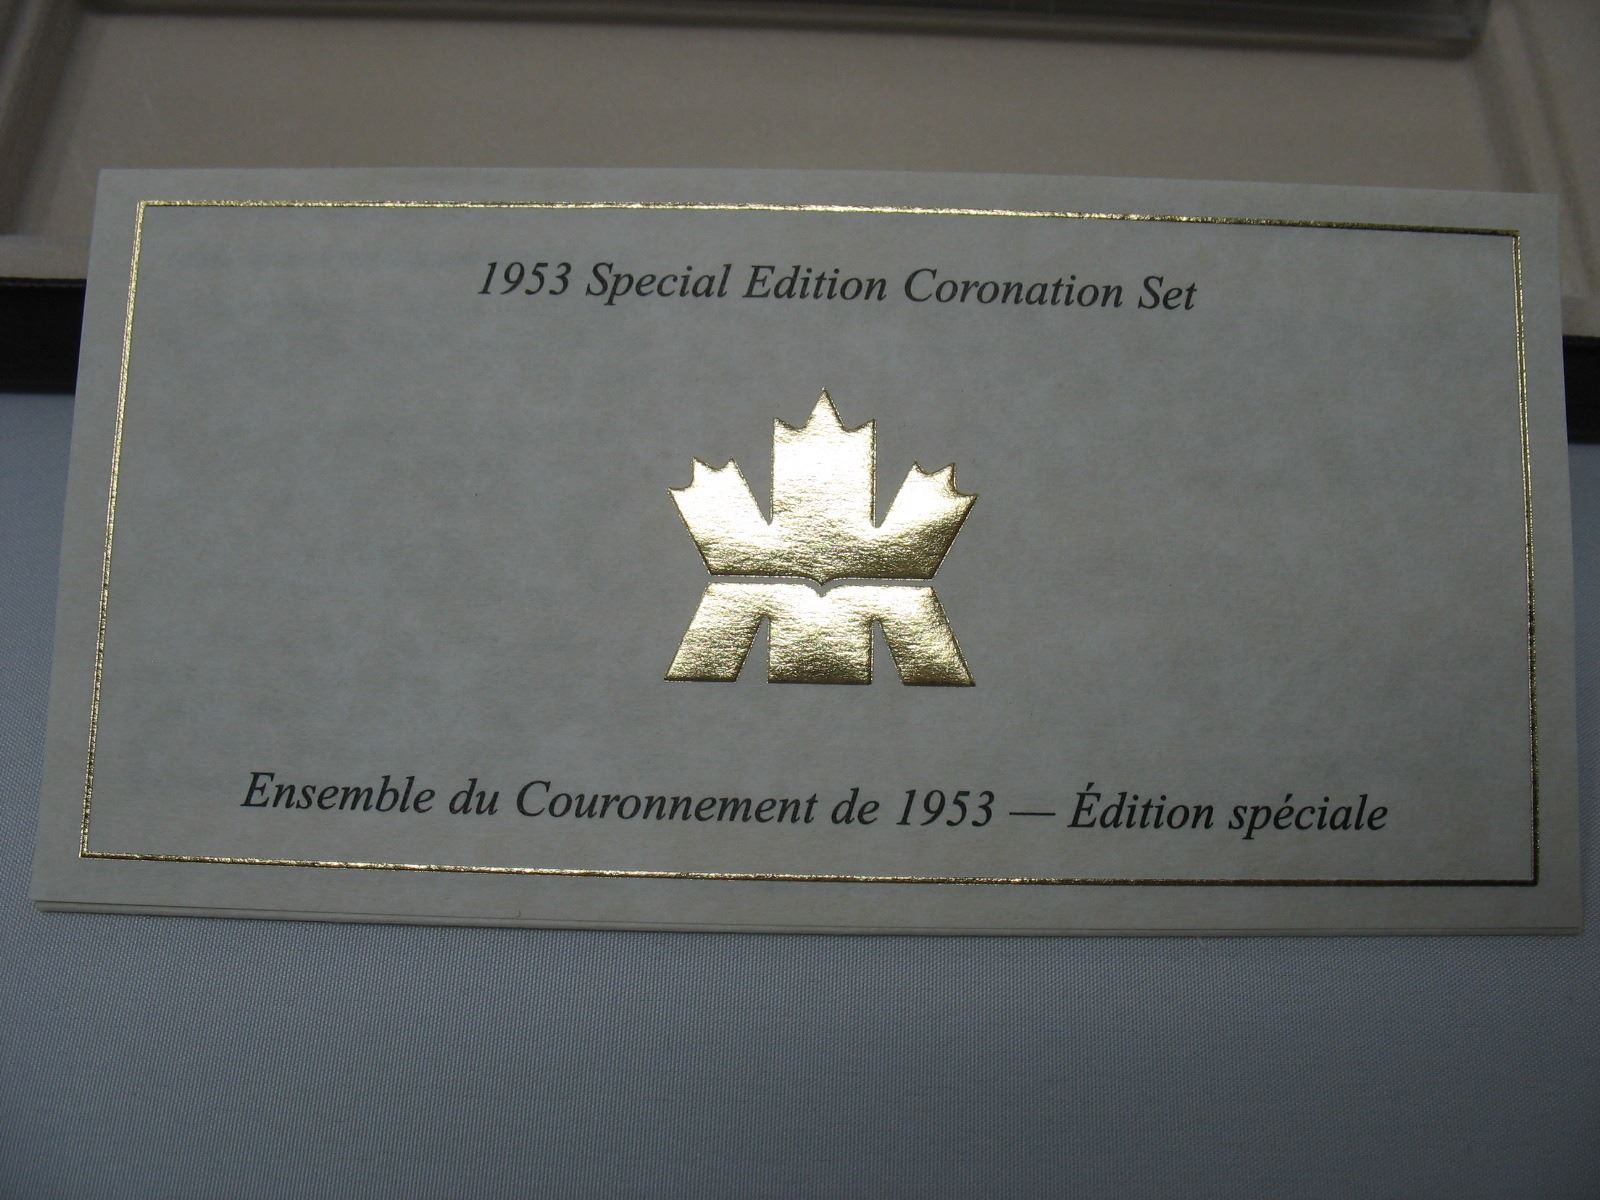 1953 Special Edition Coronation Set
Ensemble du Couronnement de 1953 — Édition spéciale